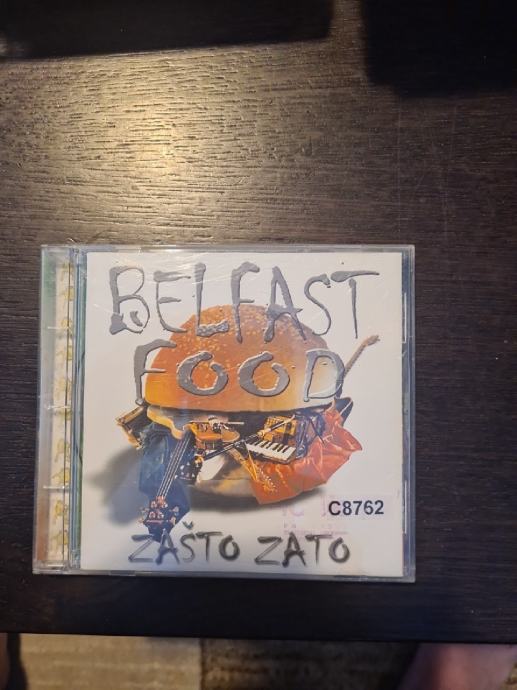 BELFAST
FOOD
C8762
ZAŠTO ZATO